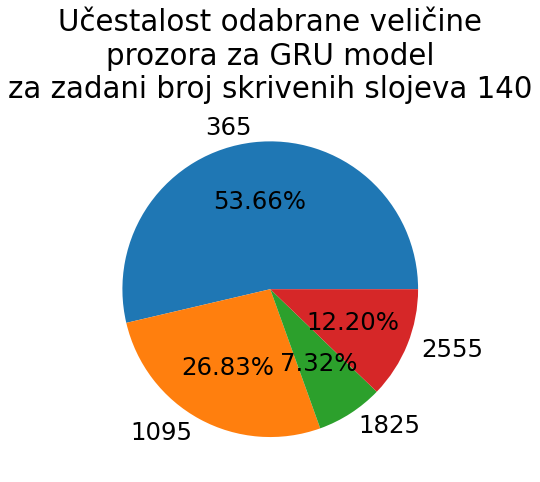 Učestalost odabrane veličine
prozora za GRU model
za zadani broj skrivenih slojeva 140
365
53.66%
12.20%
2555
7.32%
26.83%
1825
1095